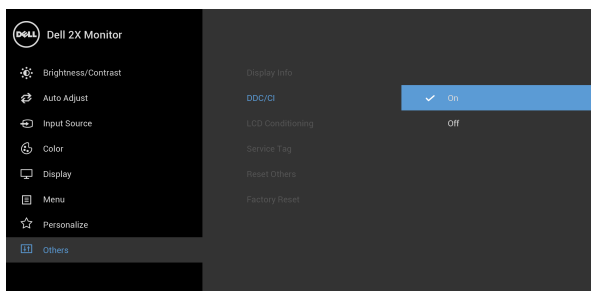 DELL Dell 2X Monitor
Brightness/Contrast
Display Info
Auto Adjust
DDC/CI
On
Input Source
LCD Conditioning
Off
Color
Service Tag
Display
Reset Others
Menu
Factory Reset
Personalize
Others